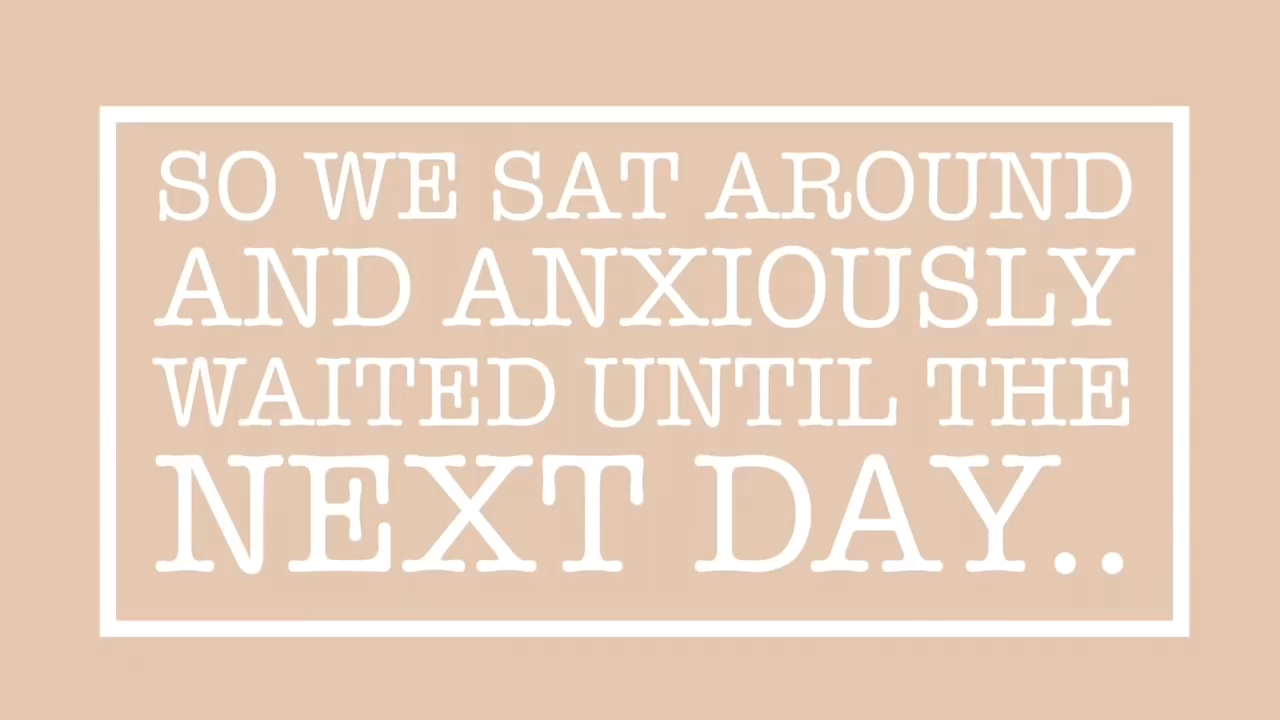 SO WE SAT AROUND
AND ANXIOUSLY
WAITED UNTIL THE
NEXT DAY..